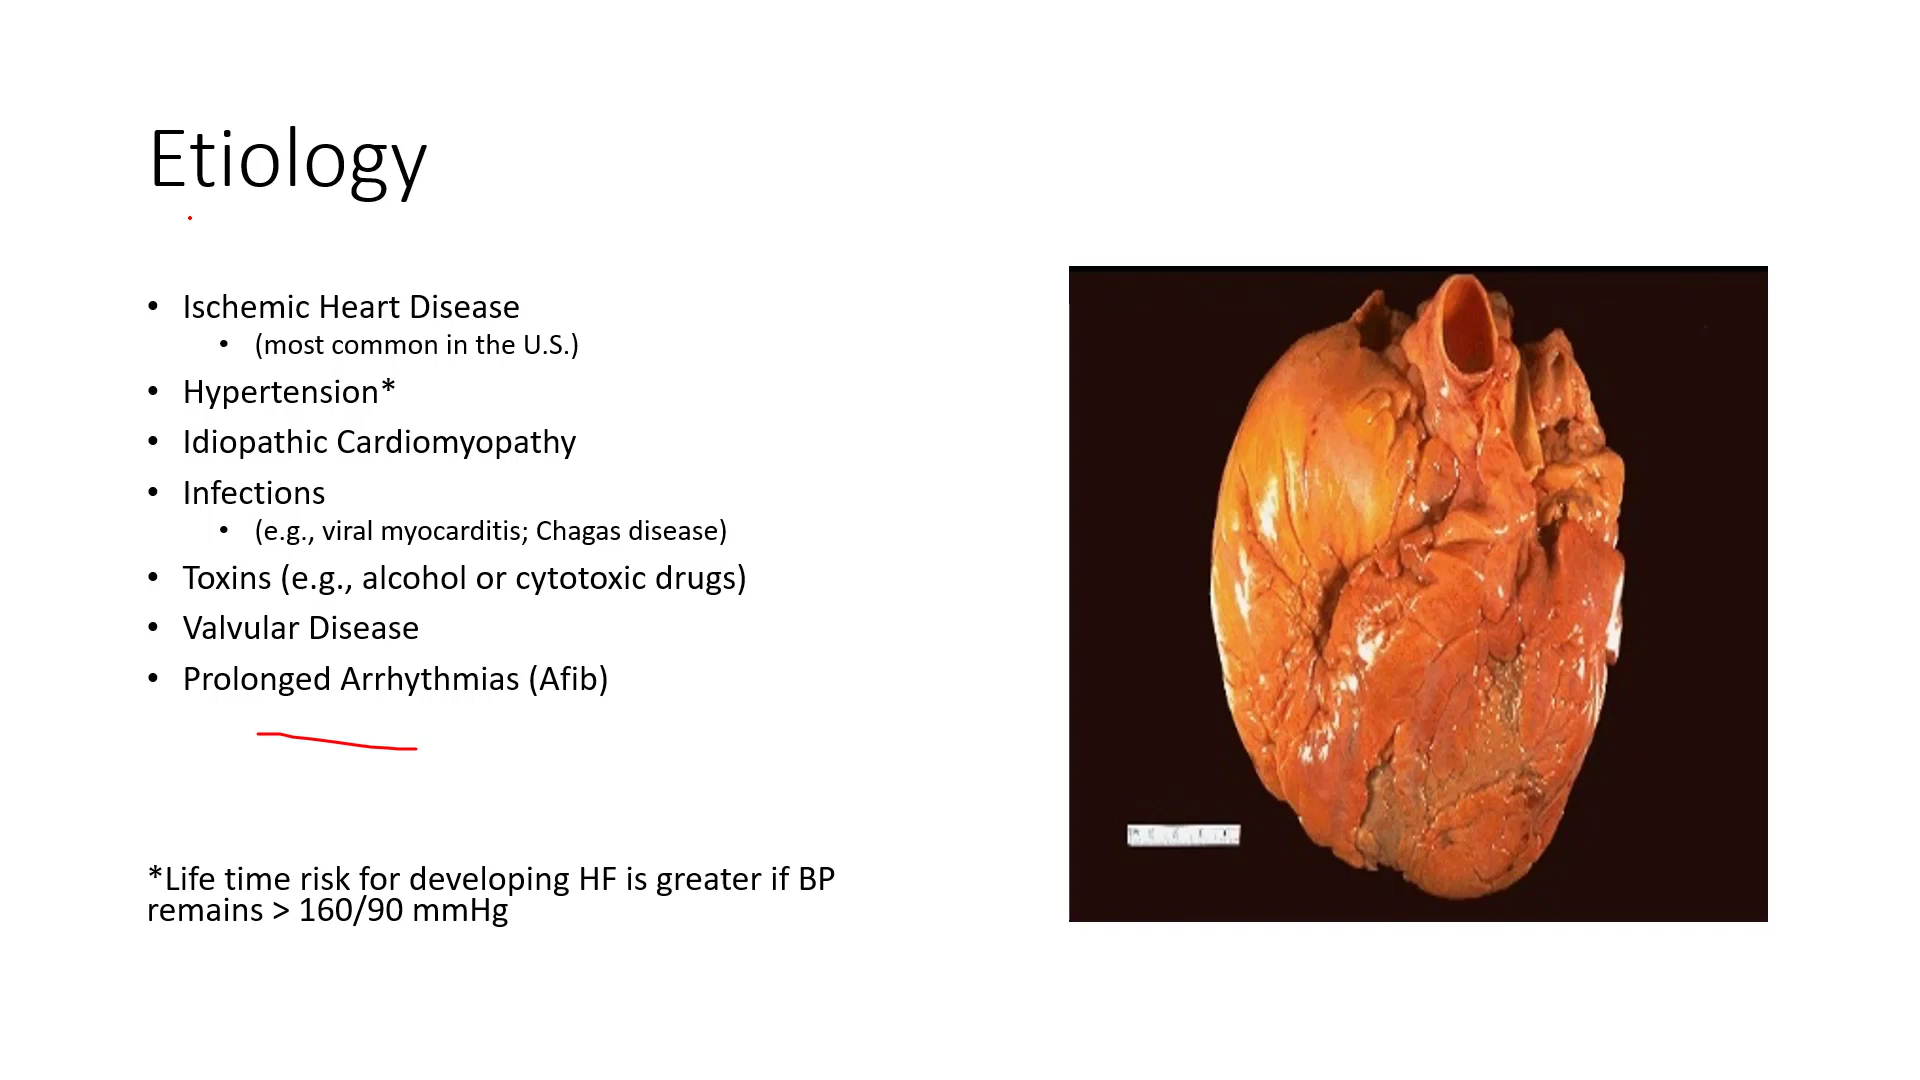 Etiology
• Ischemic Heart Disease
• (most common in the U.S.)
• Hypertension*
• Idiopathic Cardiomyopathy
• Infections
• (e.g., viral myocarditis; Chagas disease)
• Toxins (e.g., alcohol or cytotoxic drugs)
• Valvular Disease
• Prolonged Arrhythmias (Afib)
*Life time risk for developing HF is greater if BP
remains > 160/90 mmHg